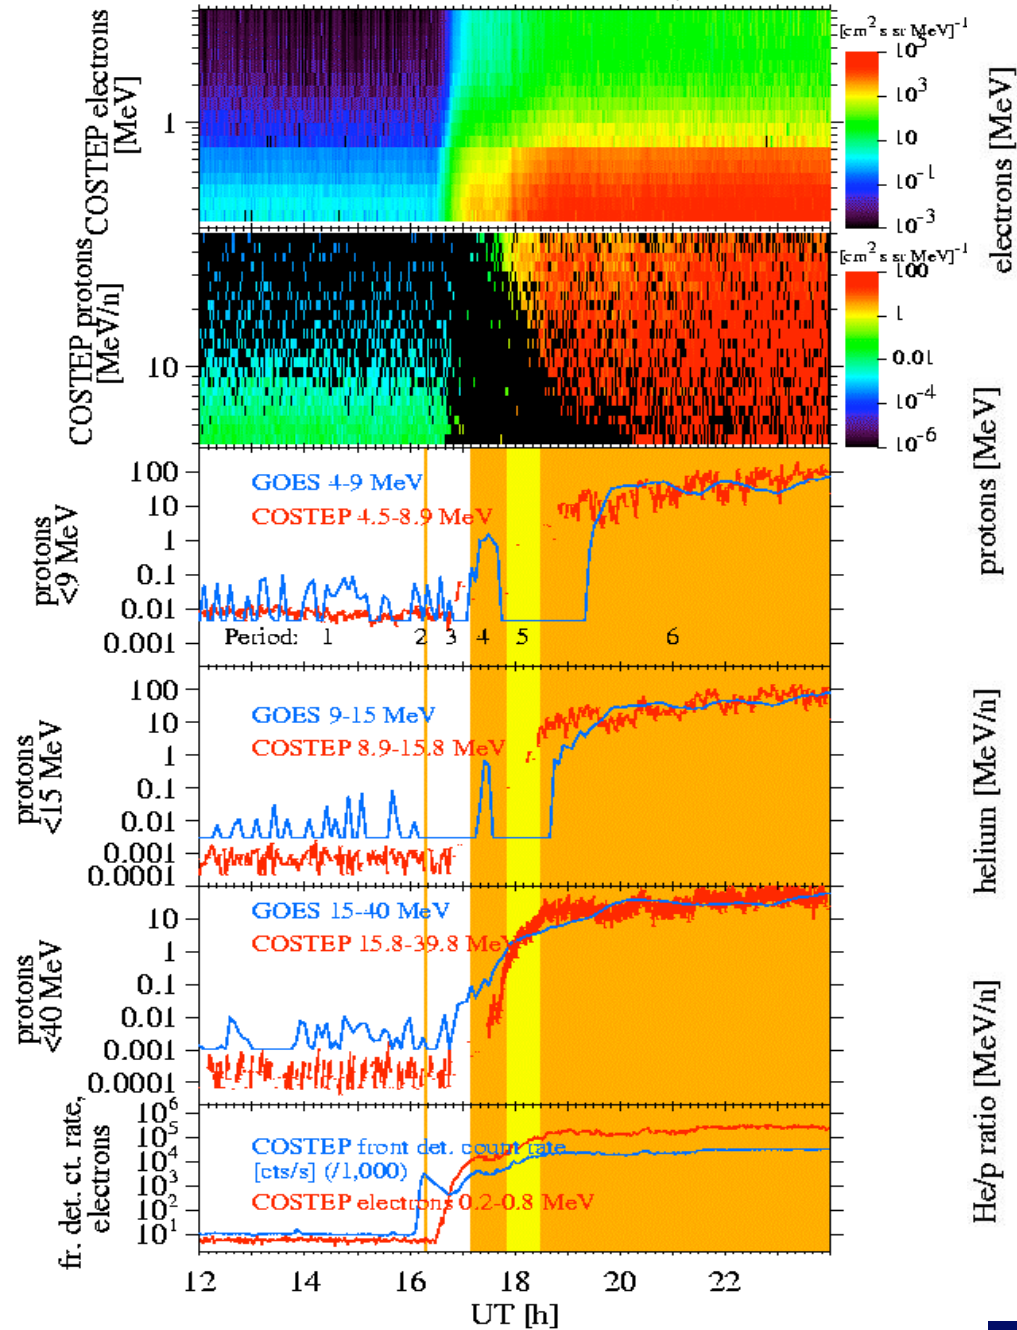 [cm² s sr MeV]⁻¹
COSTEP electrons
[MeV]
1
10⁵
10³
10
10⁻¹
10⁻³
electrons [MeV]
[cm² s sr MeV]⁻¹
COSTEP protons
[MeV/n]
10
100
1
0.01
10⁻⁴
10⁻⁶
protons [MeV]
protons
<9 MeV
100
10
1
0.1
0.01
0.001
GOES 4-9 MeV
COSTEP 4.5-8.9 MeV
Period: 1 2 3 4 5 6
protons
<15 MeV
100
10
1
0.1
0.01
0.001
0.0001
GOES 9-15 MeV
COSTEP 8.9-15.8 MeV
helium [MeV/n]
protons
<40 MeV
10
1
0.1
0.01
0.001
0.0001
GOES 15-40 MeV
COSTEP 15.8-39.8 MeV
He/p ratio [MeV/n]
fr. det. ct. rate,
electrons
10⁶
10⁵
10⁴
10³
10²
10¹
COSTEP front det. count rate
[cts/s] (/1,000)
COSTEP electrons 0.2-0.8 MeV
12 14 16 18 20 22
UT [h]